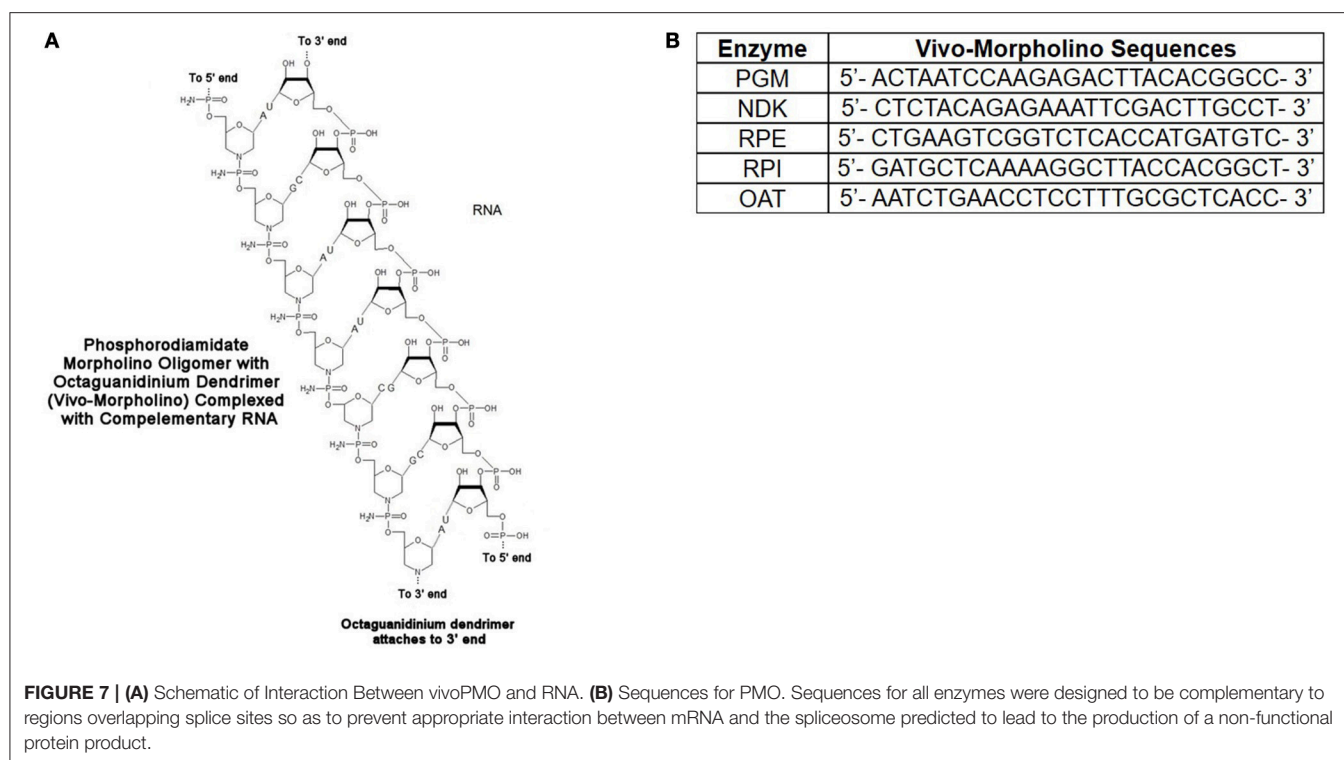 A
To 3' end
OH
O
To 5' end
H₂N–P=O
U
A
P–OH
G C
RNA
A U
A U
Phosphorodiamidate
Morpholino Oligomer with
Octaguanidinium Dendrimer
(Vivo-Morpholino) Complexed
with Compelementary RNA
C G
G C
U
A
O=P–OH
To 5' end
To 3' end
Octaguanidinium dendrimer
attaches to 3' end
B
Enzyme Vivo-Morpholino Sequences
PGM 5'- ACTAATCCAAGAGACTTACACGGCC- 3'
NDK 5'- CTCTACAGAGAAATTCGACTTGCCT- 3'
RPE 5'- CTGAAGTCGGTCTCACCATGATGTC- 3'
RPI 5'- GATGCTCAAAAGGCTTACCACGGCT- 3'
OAT 5'- AATCTGAACCTCCTTTGCGCTCACC- 3'
FIGURE 7 | (A) Schematic of Interaction Between vivoPMO and RNA. (B) Sequences for PMO. Sequences for all enzymes were designed to be complementary to
regions overlapping splice sites so as to prevent appropriate interaction between mRNA and the spliceosome predicted to lead to the production of a non-functional
protein product.